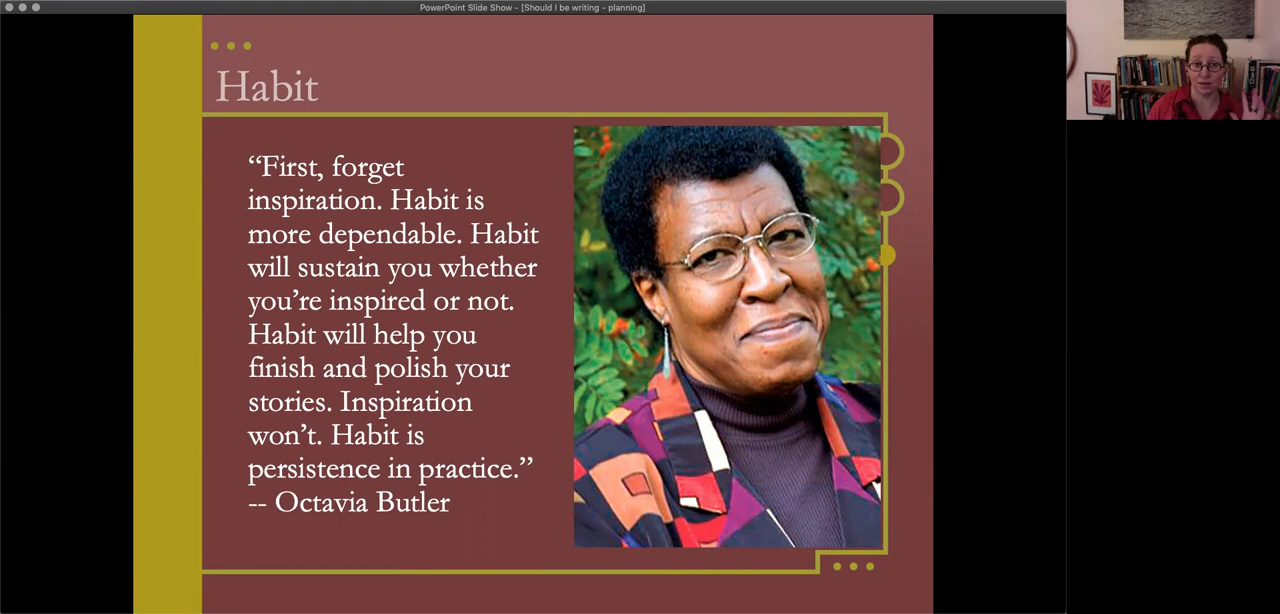 PowerPoint Slide Show - [Should I be writing - planning]
Habit
“First, forget
inspiration. Habit is
more dependable. Habit
will sustain you whether
you’re inspired or not.
Habit will help you
finish and polish your
stories. Inspiration
won’t. Habit is
persistence in practice.”
-- Octavia Butler